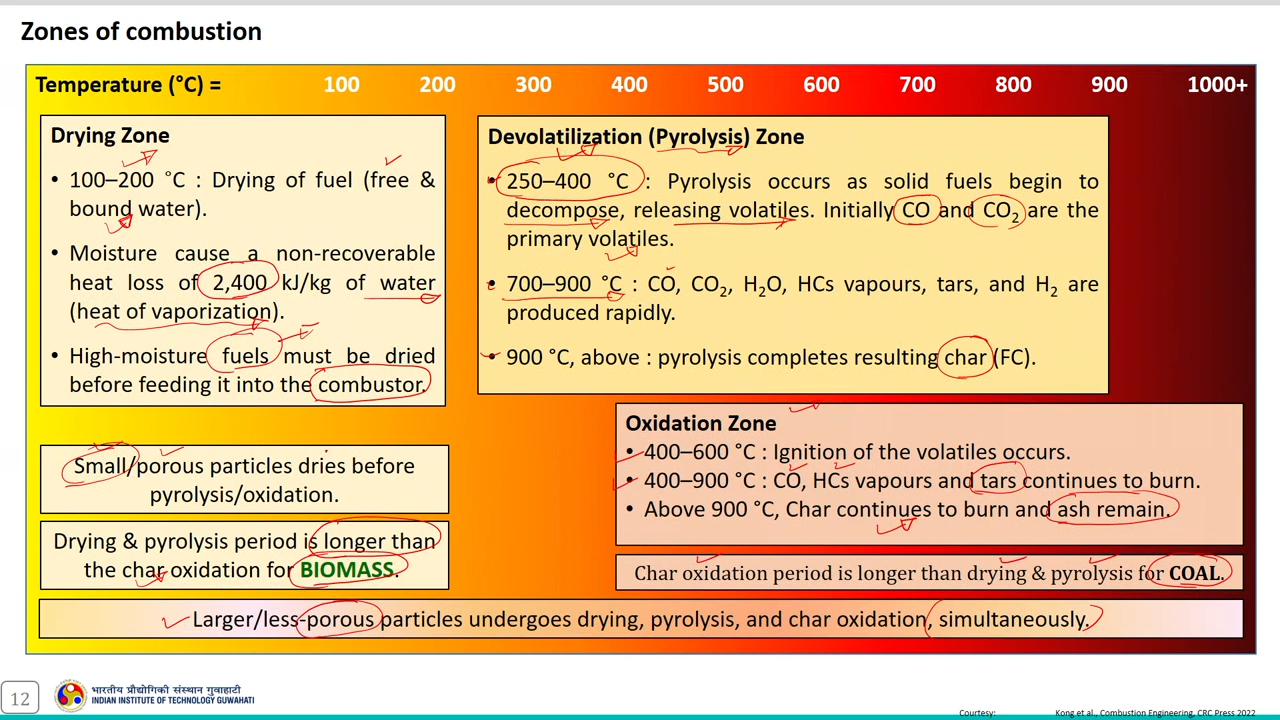 Zones of combustion
Temperature (°C) = 100 200 300 400 500 600 700 800 900 1000+
Drying Zone
• 100–200 °C : Drying of fuel (free &
bound water).
• Moisture cause a non-recoverable
heat loss of 2,400 kJ/kg of water
(heat of vaporization).
• High-moisture fuels must be dried
before feeding it into the combustor.
Devolatilization (Pyrolysis) Zone
• 250–400 °C : Pyrolysis occurs as solid fuels begin to
decompose, releasing volatiles. Initially CO and CO₂ are the
primary volatiles.
• 700–900 °C : CO, CO₂, H₂O, HCs vapours, tars, and H₂ are
produced rapidly.
• 900 °C, above : pyrolysis completes resulting char (FC).
Oxidation Zone
• 400–600 °C : Ignition of the volatiles occurs.
• 400–900 °C : CO, HCs vapours and tars continues to burn.
• Above 900 °C, Char continues to burn and ash remain.
Small/porous particles dries before
pyrolysis/oxidation.
Drying & pyrolysis period is longer than
the char oxidation for BIOMASS.
Char oxidation period is longer than drying & pyrolysis for COAL.
Larger/less-porous particles undergoes drying, pyrolysis, and char oxidation, simultaneously.
12
भारतीय प्रौद्योगिकी संस्थान गुवाहाटी
INDIAN INSTITUTE OF TECHNOLOGY GUWAHATI
Courtesy: Kong et al., Combustion Engineering, CRC Press 2022